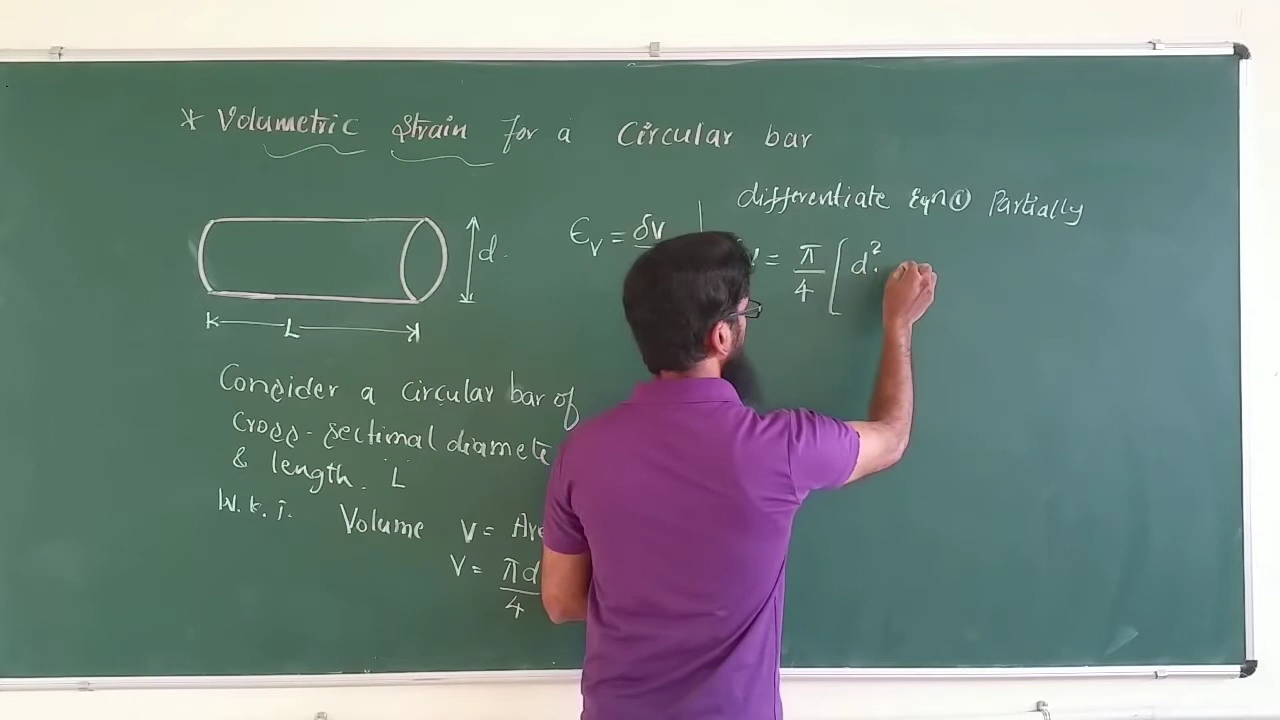 * Volumetric Strain for a Circular bar
d.
L
Consider a circular bar of
Cross-sectional diamete
& length. L
W.K.T. Volume V = Are
V = πd
4
ϵv = δv
differentiate Eqn① Partially
= π/4 [ d².